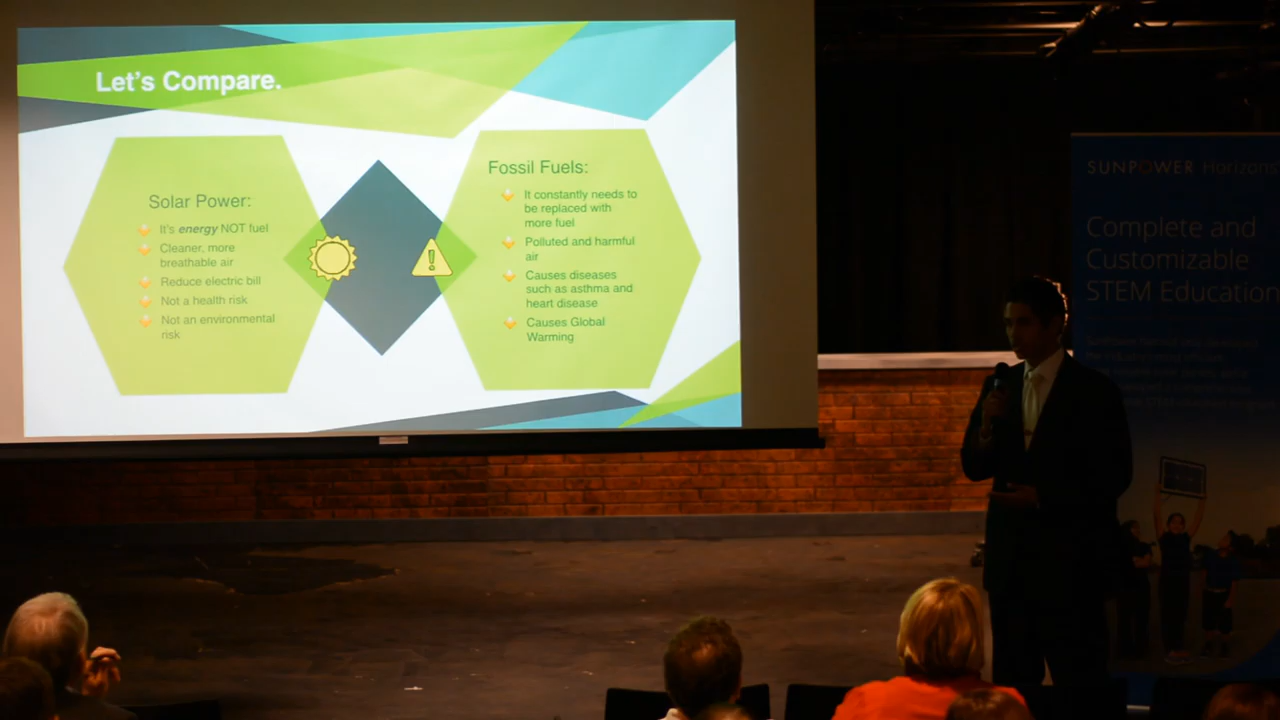 Let's Compare.
Solar Power:
It's energy NOT fuel
Cleaner, more
breathable air
Reduce electric bill
Not a health risk
Not an environmental
risk
Fossil Fuels:
It constantly needs to
be replaced with
more fuel
Polluted and harmful
air
Causes diseases
such as asthma and
heart disease
Causes Global
Warming
SUNPOWER Horizons
Complete and
Customizable
STEM Education